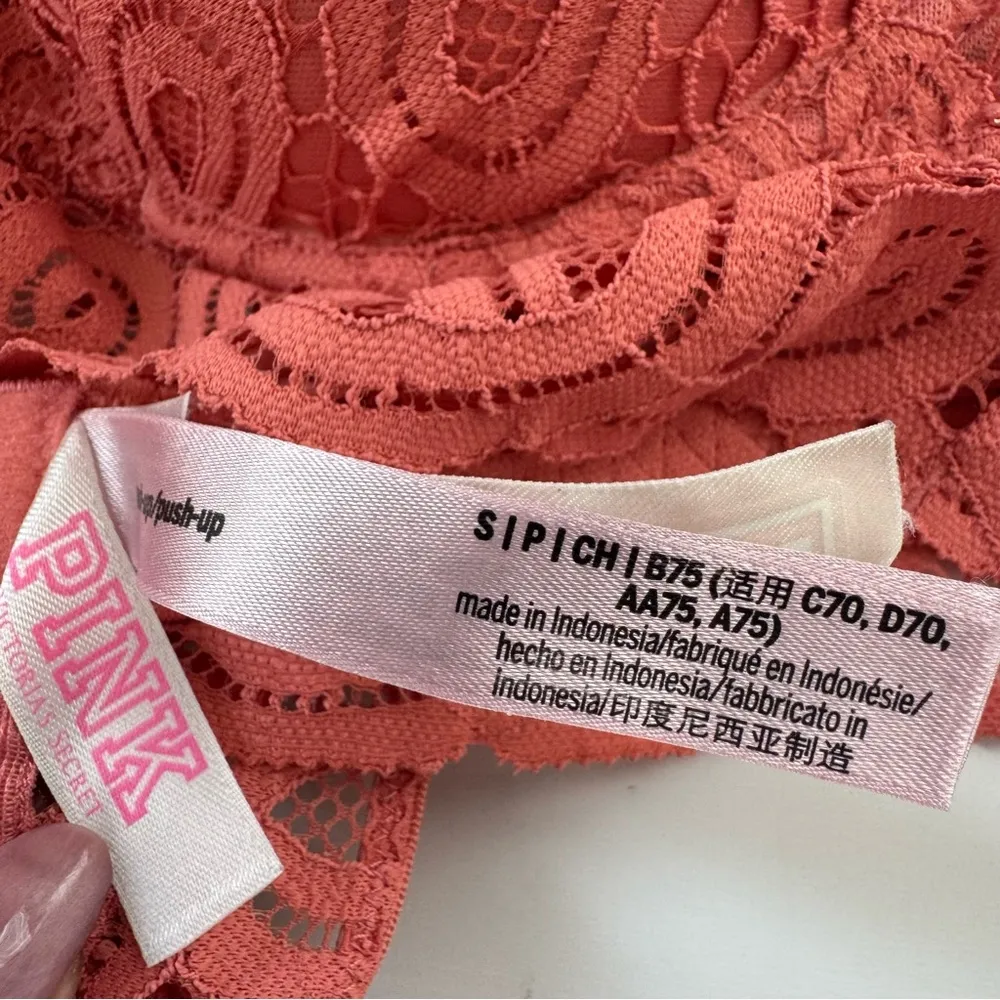 PINK
VICTORIA'S SECRET
/push-up
S | P | CH | B75 (适用 C70, D70,
AA75, A75)
made in Indonesia/fabriqué en Indonésie/
hecho en Indonesia/fabbricato in
Indonesia/印度尼西亚制造